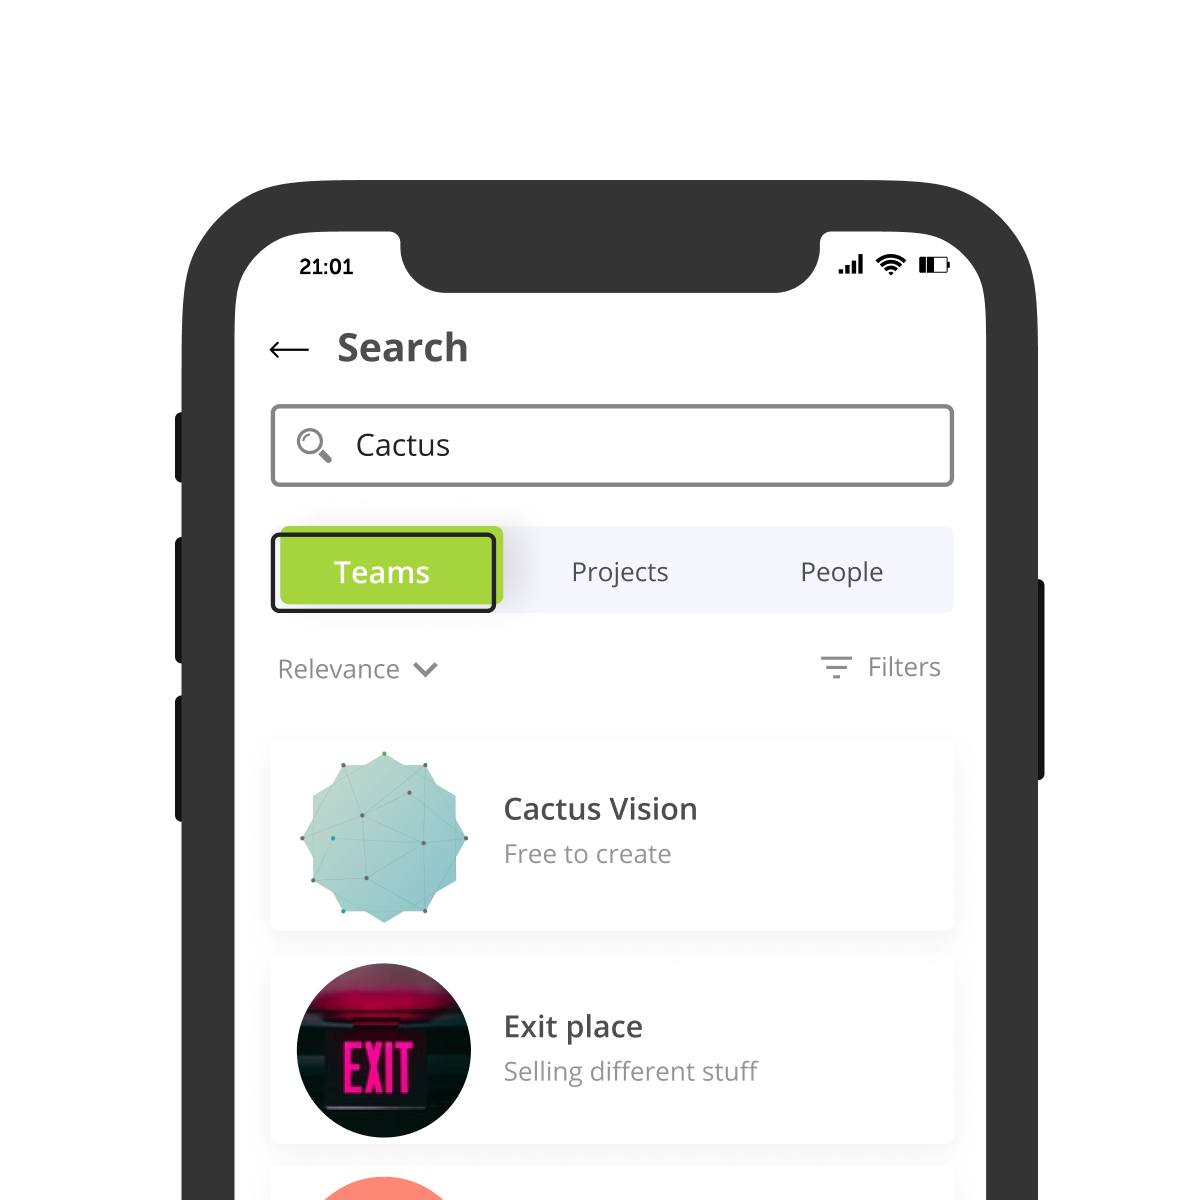 21:01
Search
Cactus
Teams Projects People
Relevance Filters
Cactus Vision
Free to create
EXIT
Exit place
Selling different stuff